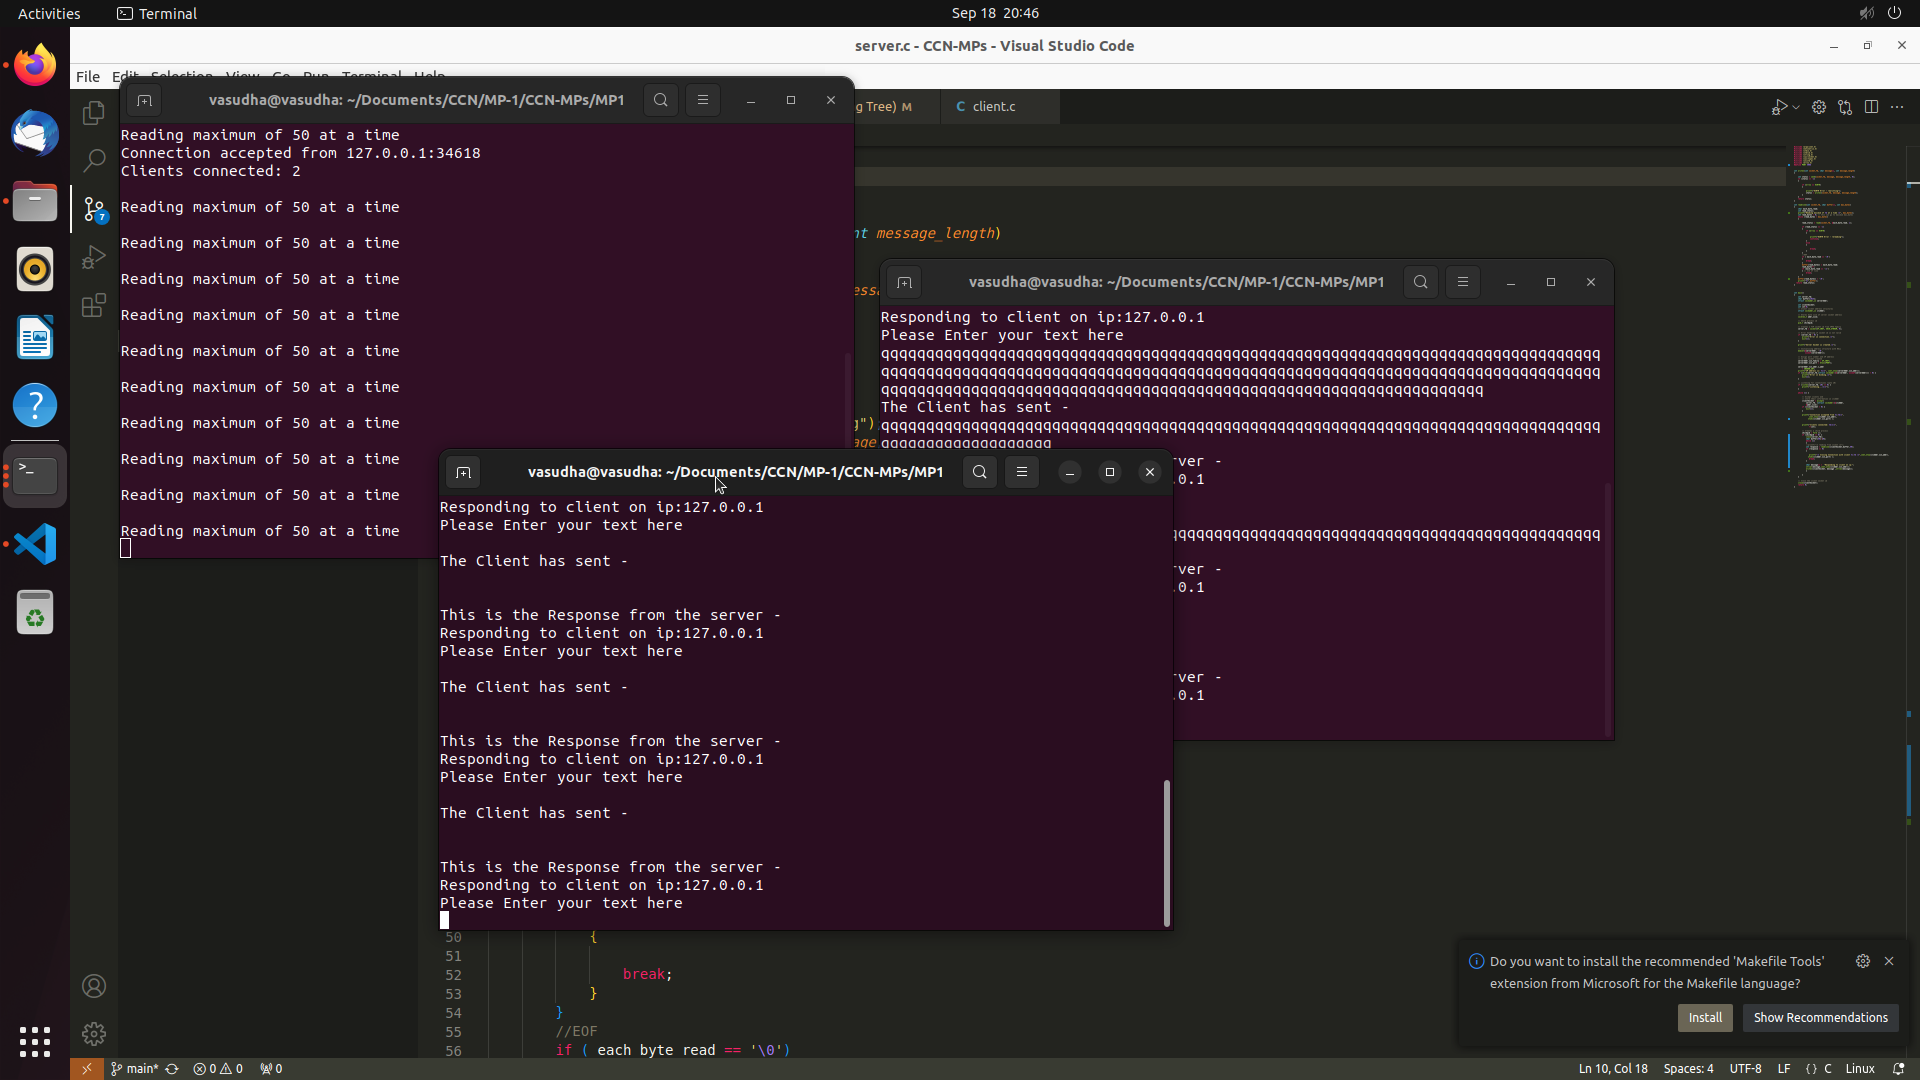 Activities
Terminal
Sep 18 20:46
server.c - CCN-MPs - Visual Studio Code
File Edit Selection View Go Run Terminal Help
vasudha@vasudha: ~/Documents/CCN/MP-1/CCN-MPs/MP1
g Tree) M
client.c
Reading maximum of 50 at a time
Connection accepted from 127.0.0.1:34618
Clients connected: 2
Reading maximum of 50 at a time
Reading maximum of 50 at a time
Reading maximum of 50 at a time
Reading maximum of 50 at a time
Reading maximum of 50 at a time
Reading maximum of 50 at a time
Reading maximum of 50 at a time
Reading maximum of 50 at a time
Reading maximum of 50 at a time
Reading maximum of 50 at a time
nt message_length)
vasudha@vasudha: ~/Documents/CCN/MP-1/CCN-MPs/MP1
Responding to client on ip:127.0.0.1
Please Enter your text here
The Client has sent -
rver -
.0.1
rver -
.0.1
rver -
.0.1
vasudha@vasudha: ~/Documents/CCN/MP-1/CCN-MPs/MP1
Responding to client on ip:127.0.0.1
Please Enter your text here
The Client has sent -
This is the Response from the server -
Responding to client on ip:127.0.0.1
Please Enter your text here
The Client has sent -
This is the Response from the server -
Responding to client on ip:127.0.0.1
Please Enter your text here
The Client has sent -
This is the Response from the server -
Responding to client on ip:127.0.0.1
Please Enter your text here
50 {
51
52 break;
53 }
54 }
55 //EOF
56 if ( each_byte_read == '\0')
Do you want to install the recommended 'Makefile Tools'
extension from Microsoft for the Makefile language?
Install
Show Recommendations
7
main* 0 0 0
Ln 10, Col 18 Spaces: 4 UTF-8 LF {} C Linux